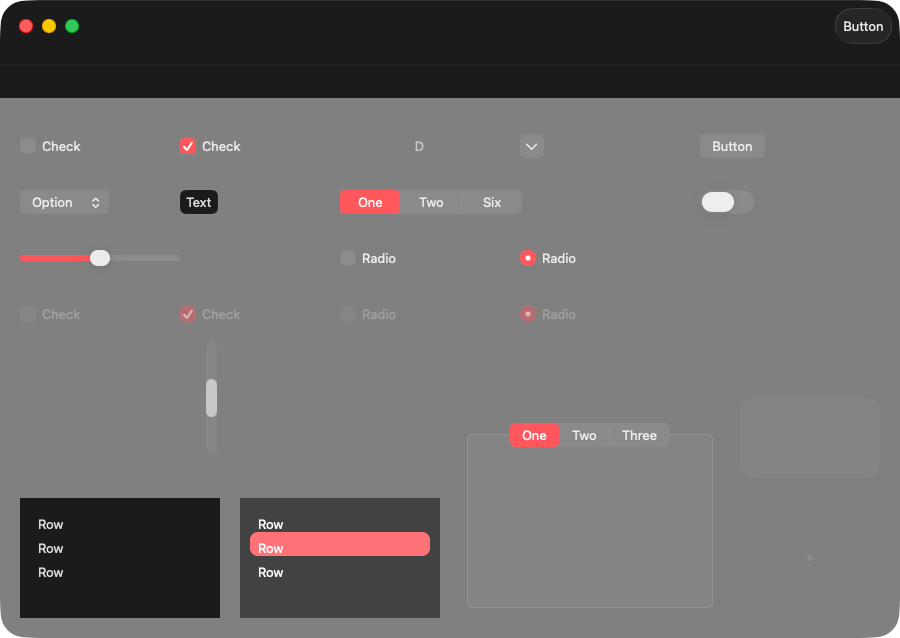 Button
Check
Check
D
Button
Option
Text
One
Two
Six
Radio
Radio
Check
Check
Radio
Radio
One
Two
Three
Row
Row
Row
Row
Row
Row